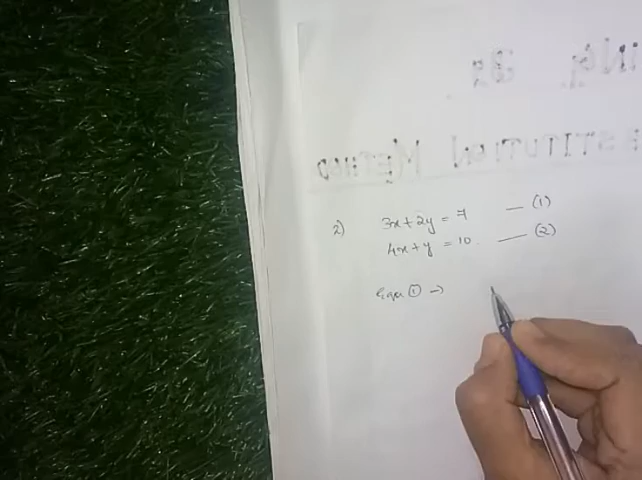 SUBSTITUTION METHOD
2) 3x + 2y = 7 — (1)
4x + y = 10. — (2)
Eqn ① →